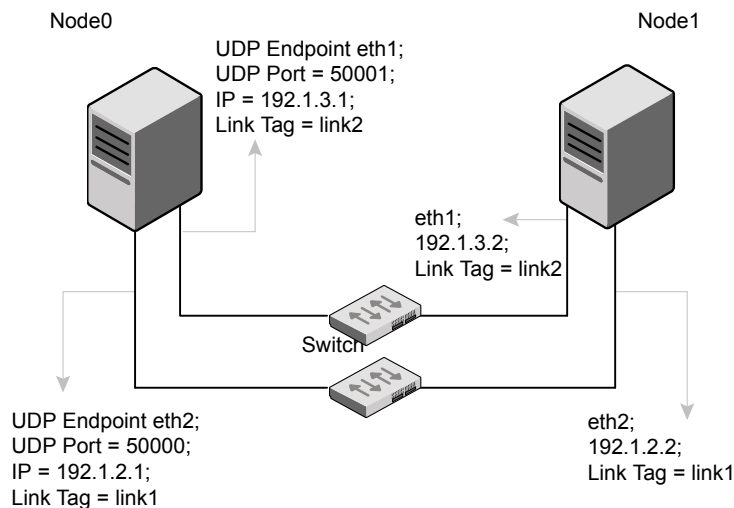 Node0
Node1
UDP Endpoint eth1;
UDP Port = 50001;
IP = 192.1.3.1;
Link Tag = link2
eth1;
192.1.3.2;
Link Tag = link2
Switch
UDP Endpoint eth2;
UDP Port = 50000;
IP = 192.1.2.1;
Link Tag = link1
eth2;
192.1.2.2;
Link Tag = link1